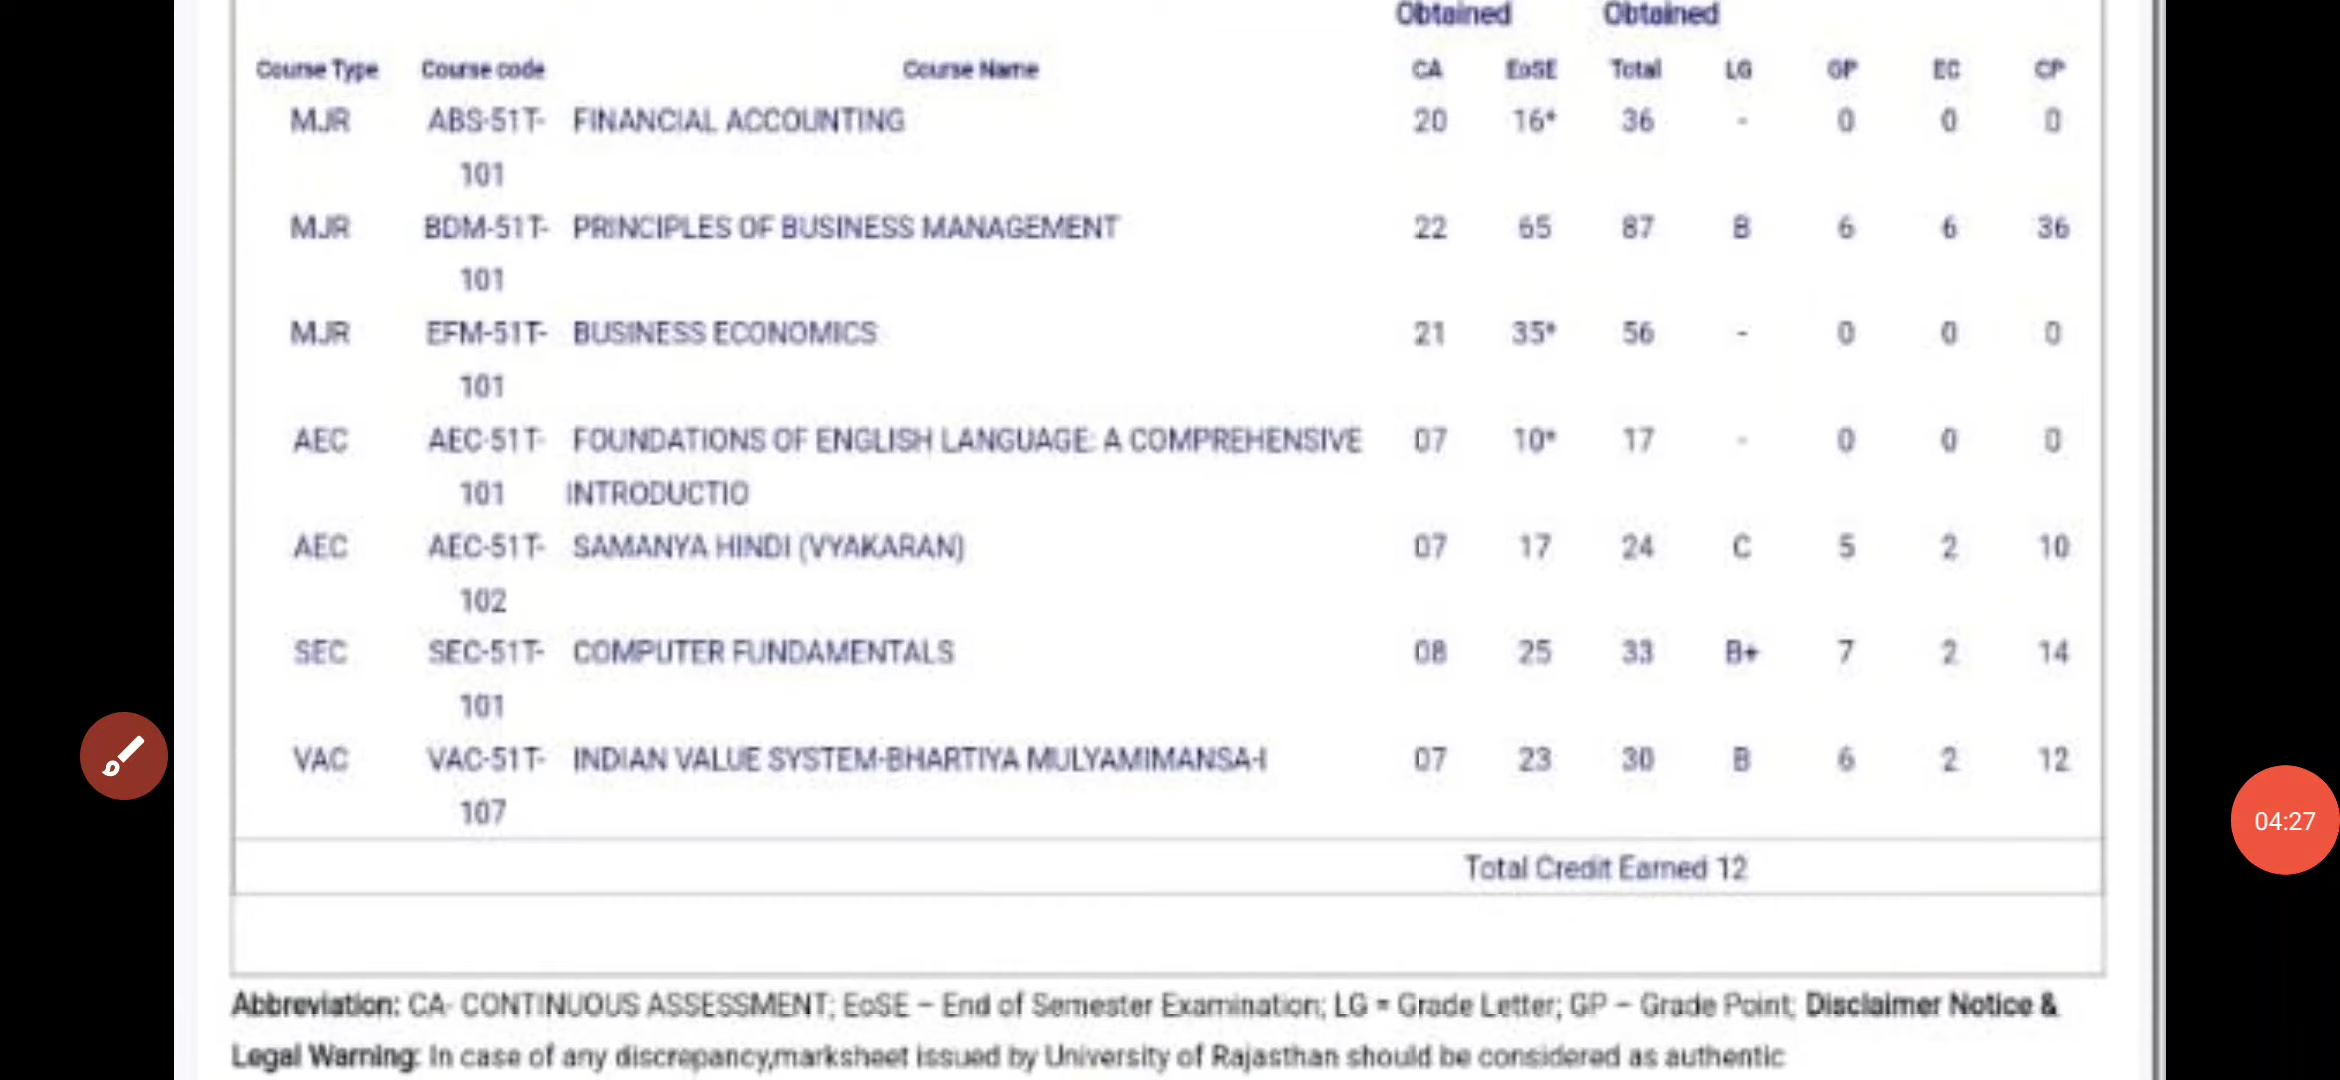 Obtained Obtained
Course Type Course code Course Name CA EoSE Total LG GP EC CP
MJR ABS-51T- FINANCIAL ACCOUNTING 20 16* 36 - 0 0 0
101
MJR BDM-51T- PRINCIPLES OF BUSINESS MANAGEMENT 22 65 87 B 6 6 36
101
MJR EFM-51T- BUSINESS ECONOMICS 21 35* 56 - 0 0 0
101
AEC AEC-51T- FOUNDATIONS OF ENGLISH LANGUAGE: A COMPREHENSIVE 07 10* 17 - 0 0 0
101 INTRODUCTIO
AEC AEC-51T- SAMANYA HINDI (VYAKARAN) 07 17 24 C 5 2 10
102
SEC SEC-51T- COMPUTER FUNDAMENTALS 08 25 33 B+ 7 2 14
101
VAC VAC-51T- INDIAN VALUE SYSTEM-BHARTIYA MULYAMIMANSA-I 07 23 30 B 6 2 12
107
Total Credit Earned 12
Abbreviation: CA- CONTINUOUS ASSESSMENT; EoSE – End of Semester Examination; LG = Grade Letter; GP – Grade Point; Disclaimer Notice &
Legal Warning: In case of any discrepancy,marksheet issued by University of Rajasthan should be considered as authentic
04:27